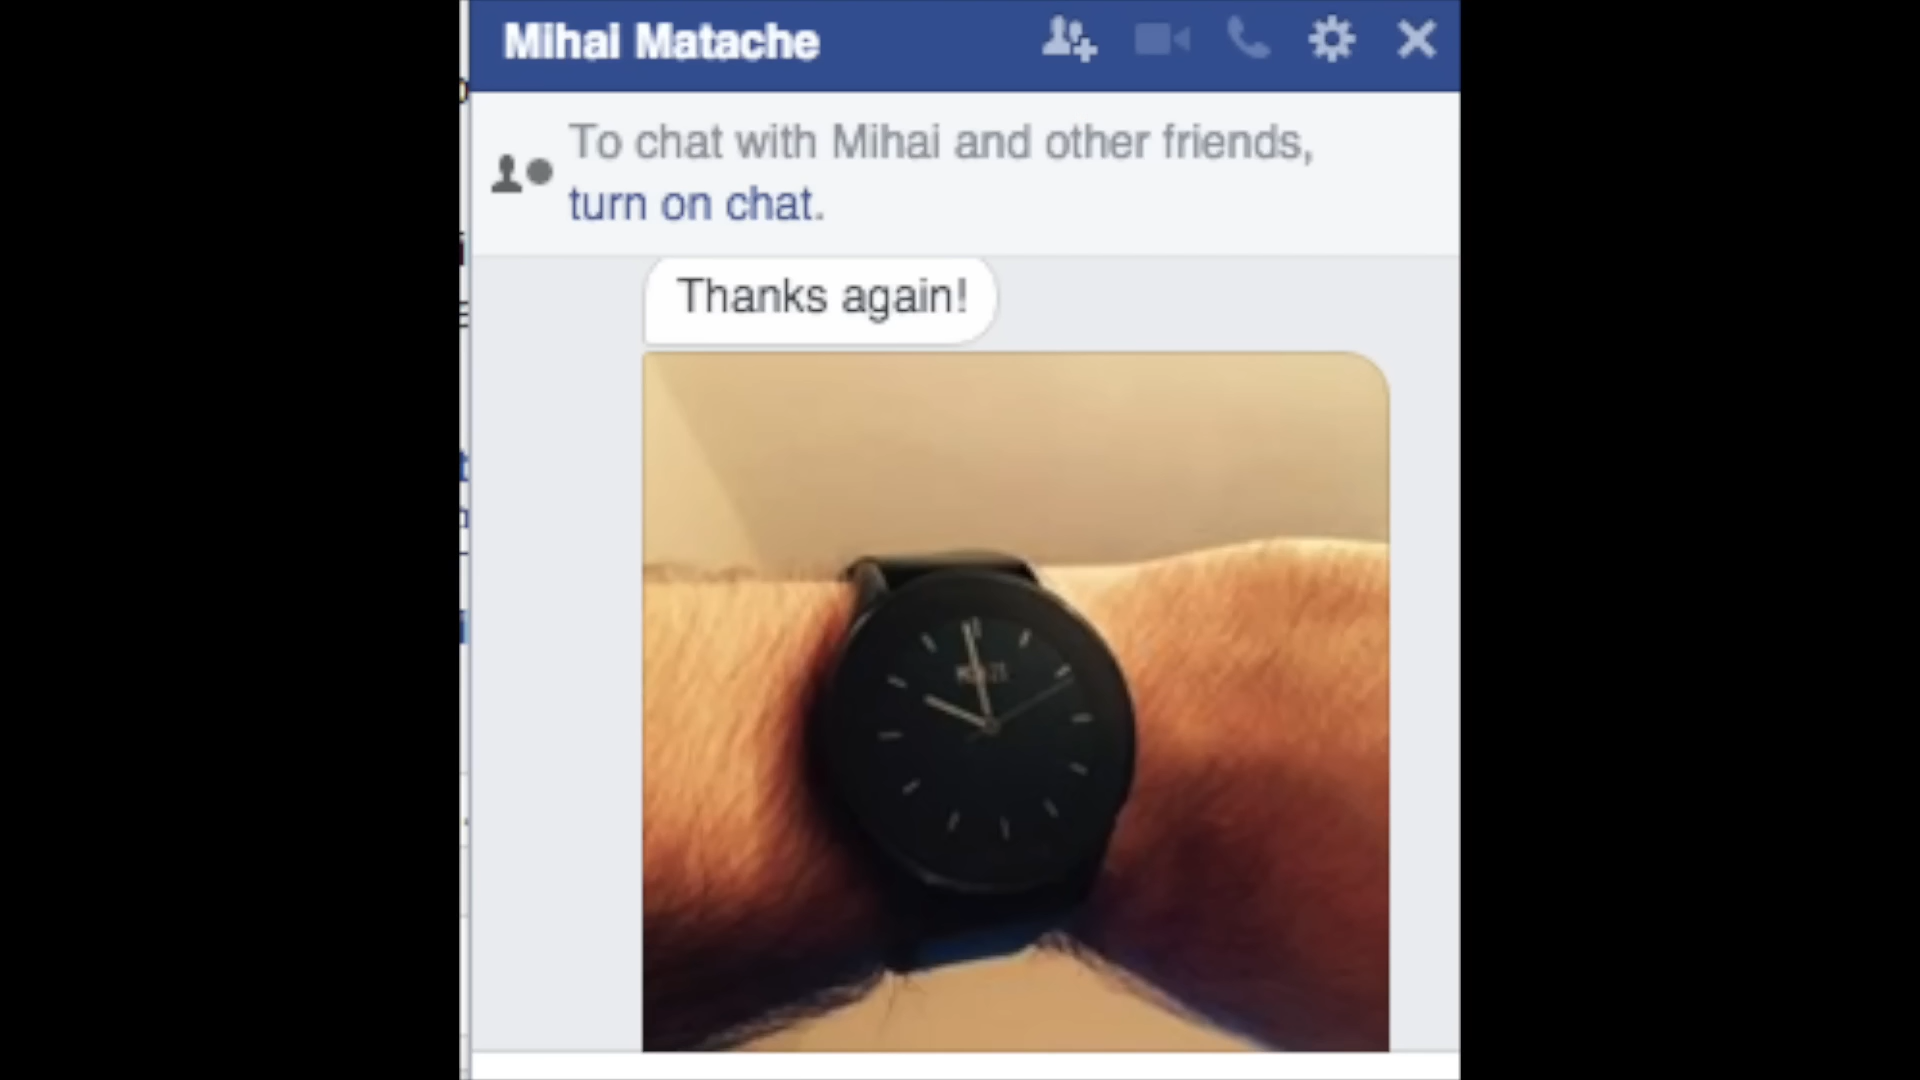 Mihai Matache
To chat with Mihai and other friends,
turn on chat.
Thanks again!